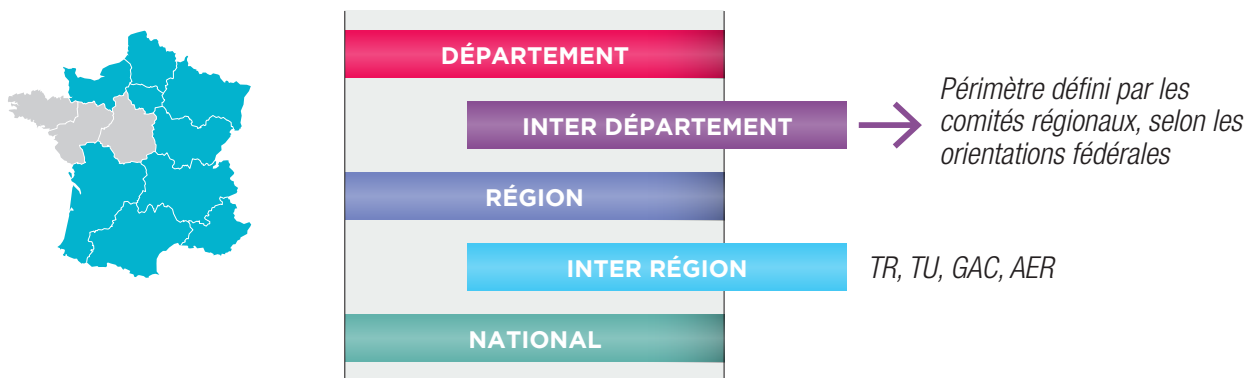 DÉPARTEMENT
INTER DÉPARTEMENT
Périmètre défini par les
comités régionaux, selon les
orientations fédérales
RÉGION
INTER RÉGION
TR, TU, GAC, AER
NATIONAL